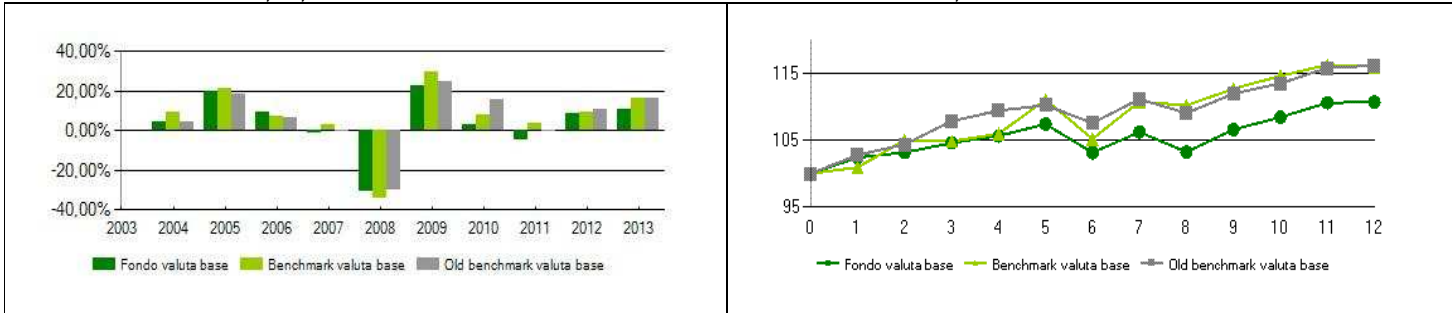 40,00%
20,00%
0,00%
-20,00%
-40,00%
2003 2004 2005 2006 2007 2008 2009 2010 2011 2012 2013
Fondo valuta base Benchmark valuta base Old benchmark valuta base
115
105
95
0 1 2 3 4 5 6 7 8 9 10 11 12
Fondo valuta base Benchmark valuta base Old benchmark valuta base